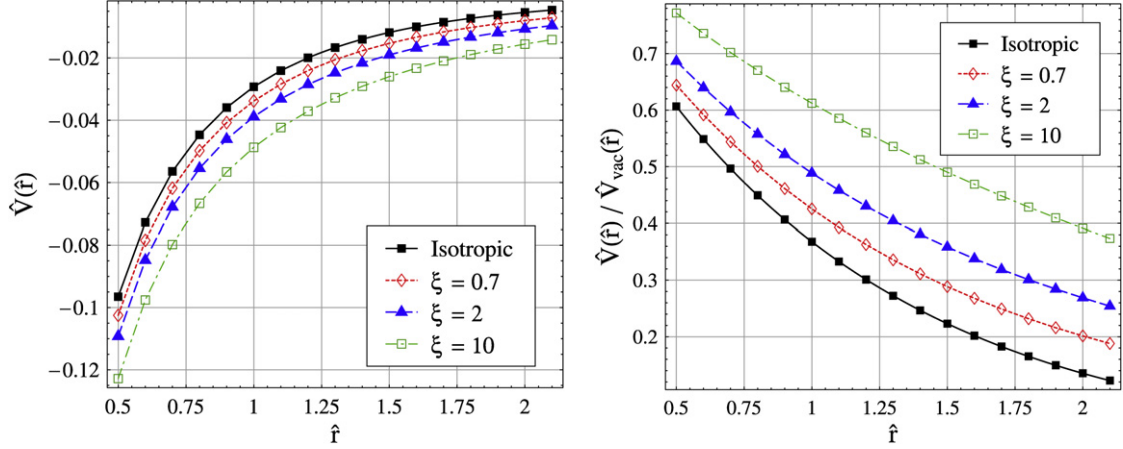 −0.02
−0.04
−0.06
−0.08
−0.1
−0.12
V̂(r̂)
Isotropic
ξ = 0.7
ξ = 2
ξ = 10
0.5 0.75 1 1.25 1.5 1.75 2
r̂
0.7
0.6
0.5
0.4
0.3
0.2
V̂(r̂) / V̂vac(r̂)
Isotropic
ξ = 0.7
ξ = 2
ξ = 10
0.5 0.75 1 1.25 1.5 1.75 2
r̂